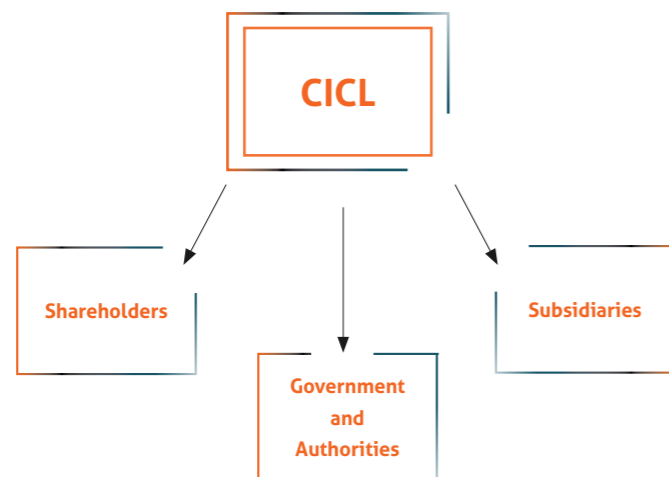 CICL
Shareholders
Subsidiaries
Government
and
Authorities